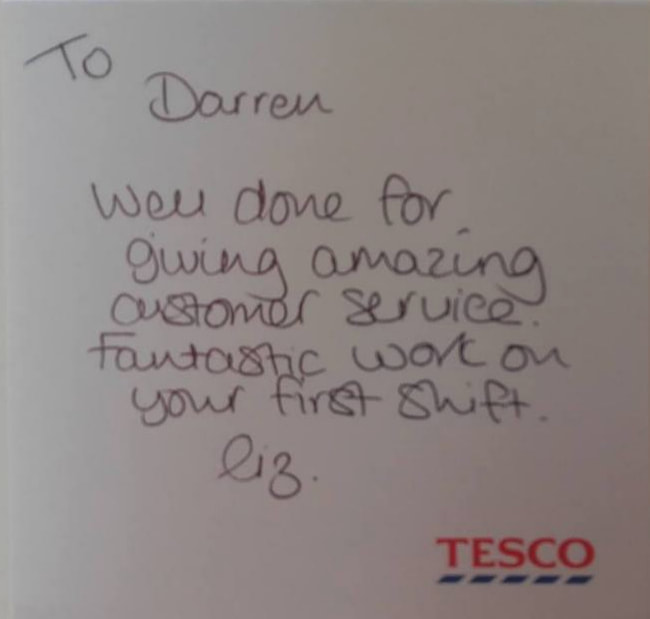 To
Darren
Well done for
giving amazing
customer service.
Fantastic work on
your first shift.
Liz.
TESCO